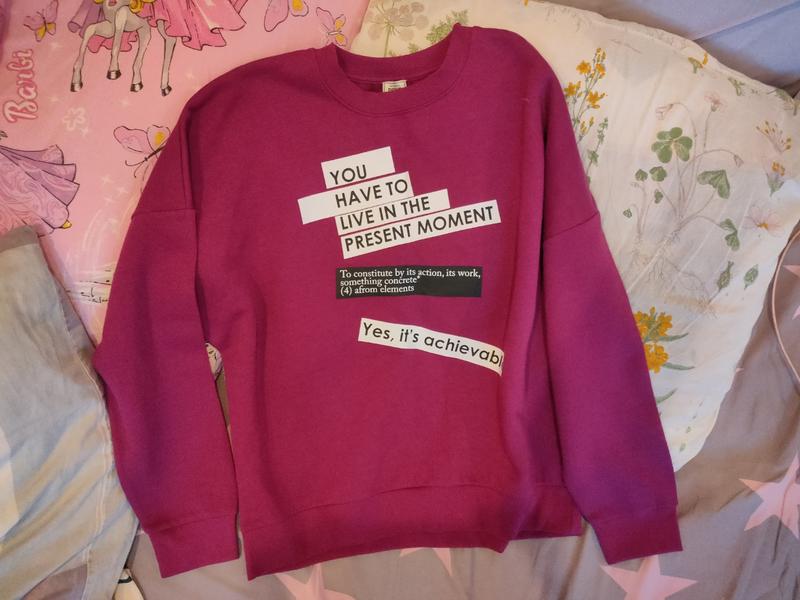 Barbi
YOU
HAVE TO
LIVE IN THE
PRESENT MOMENT
To constitute by its action, its work,
something concrete*
(4) afrom elements
Yes, it's achievabl